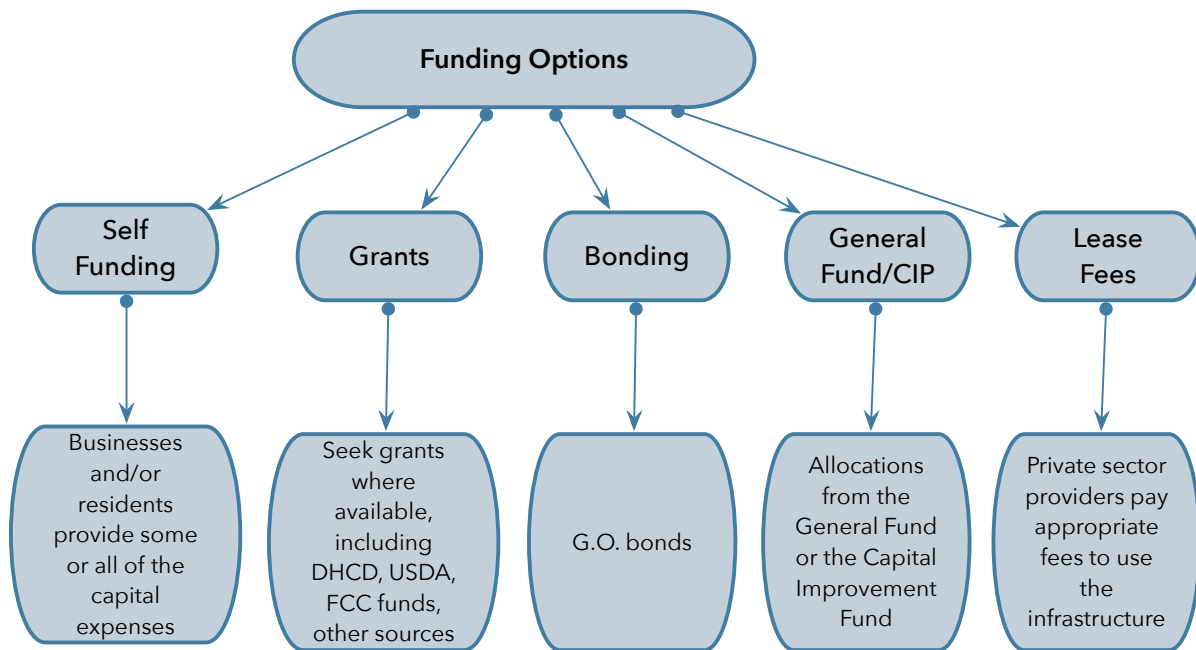 Funding Options
Self
Funding
Grants
Bonding
General
Fund/CIP
Lease
Fees
Businesses
and/or
residents
provide some
or all of the
capital
expenses
Seek grants
where
available,
including
DHCD, USDA,
FCC funds,
other sources
G.O. bonds
Allocations
from the
General Fund
or the Capital
Improvement
Fund
Private sector
providers pay
appropriate
fees to use
the
infrastructure